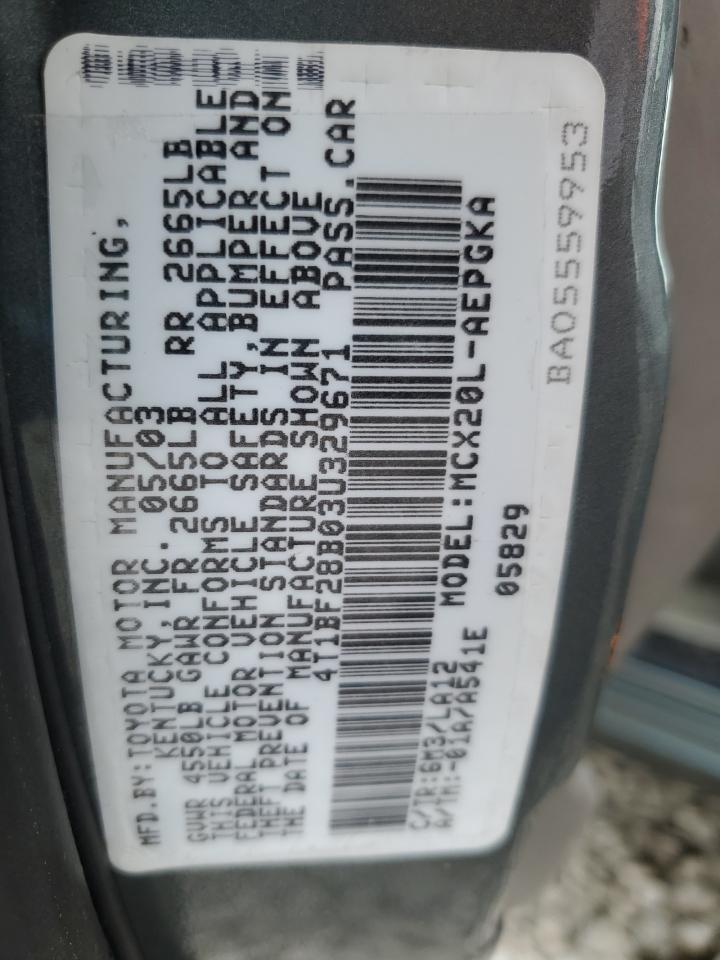 MFD.BY:TOYOTA MOTOR MANUFACTURING,
KENTUCKY,INC. 05/03
GVWR 4550LB GAWR FR 2665LB RR 2665LB
THIS VEHICLE CONFORMS TO ALL APPLICABLE
FEDERAL MOTOR VEHICLE SAFETY,BUMPER AND
THEFT PREVENTION STANDARDS IN EFFECT ON
THE DATE OF MANUFACTURE SHOWN ABOVE
4T1BF28B03U329671 PASS.CAR
MODEL:MCX20L-AEPGKA
05829
C/TR:6M3/LA12
A/TM:-01A/A541E
BA05559953